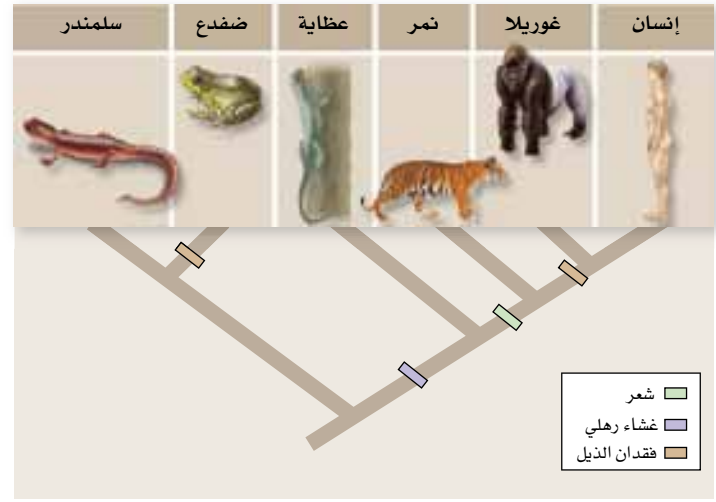 إنسان
غوريلا
نمر
عظاية
ضفدع
سلمندر
شعر
غشاء رهلي
فقدان الذيل